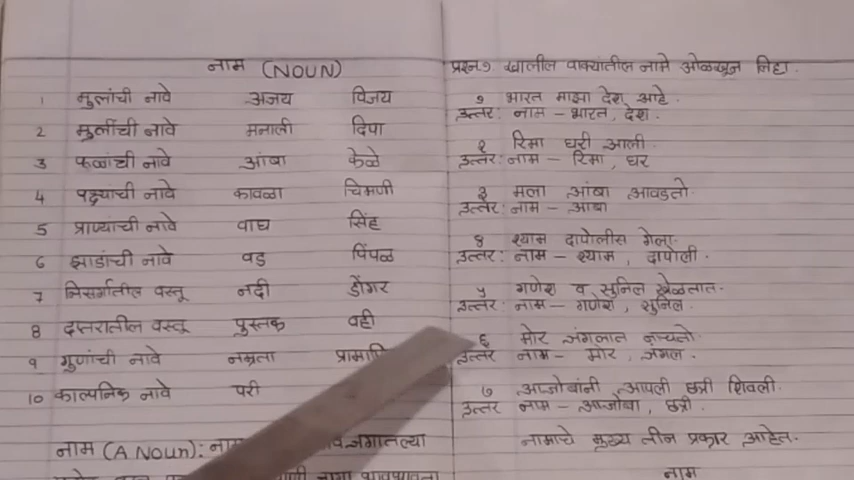 नाम (NOUN)
1 मुलांची नावे अजय विजय
2 मुलींची नावे मनाली दिपा
3 फळांची नावे आंबा केळे
4 पक्ष्यांची नावे कावळा चिमणी
5 प्राण्यांची नावे वाघ सिंह
6 झाडांची नावे वड पिंपळ
7 निसर्गातील वस्तू नदी डोंगर
8 दप्तरातील वस्तू पुस्तक वही
9 गुणांची नावे नम्रता
10 काल्पनिक नावे परी
नाम (A NOUN):
प्रश्न१ खालील वाक्यातील नामे ओळखून लिहा.
१ भारत माझा देश आहे.
उत्तर: नाम - भारत, देश.
२ रिमा घरी आली.
उत्तर: नाम - रिमा, घर
३ मला आंबा आवडतो.
उत्तर: नाम - आंबा
४ श्याम दापोलीस गेला.
उत्तर: नाम - श्याम, दापोली.
५ गणेश व सुनिल खेळतात.
उत्तर: नाम - गणेश, सुनिल.
६ मोर जंगलात नाचतो.
उत्तर नाम - मोर, जंगल.
७ आजोबांनी आपली छत्री शिवली.
उत्तर नाम - आजोबा, छत्री.
नामाचे मुख्य तीन प्रकार आहेत.
नाम